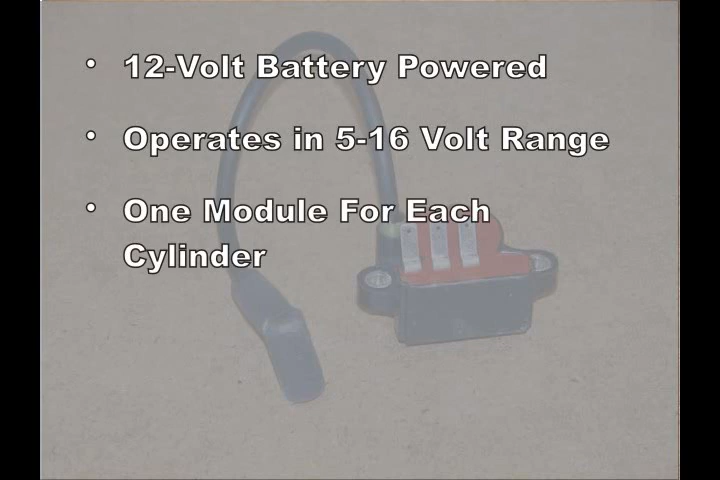 • 12-Volt Battery Powered
• Operates in 5-16 Volt Range
• One Module For Each
Cylinder